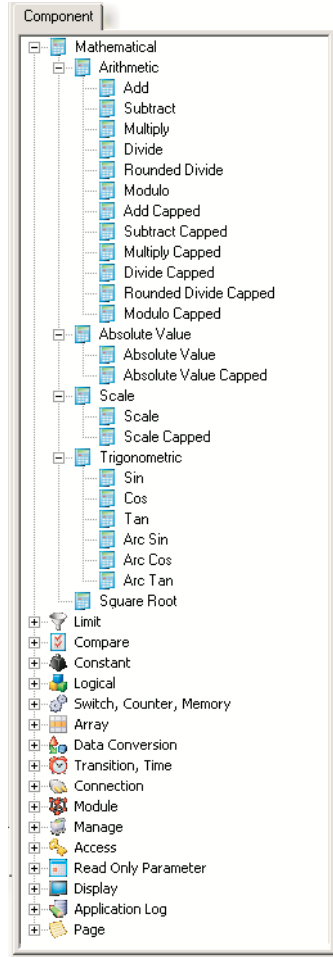 Component
Mathematical
Arithmetic
Add
Subtract
Multiply
Divide
Rounded Divide
Modulo
Add Capped
Subtract Capped
Multiply Capped
Divide Capped
Rounded Divide Capped
Modulo Capped
Absolute Value
Absolute Value
Absolute Value Capped
Scale
Scale
Scale Capped
Trigonometric
Sin
Cos
Tan
Arc Sin
Arc Cos
Arc Tan
Square Root
Limit
Compare
Constant
Logical
Switch, Counter, Memory
Array
Data Conversion
Transition, Time
Connection
Module
Manage
Access
Read Only Parameter
Display
Application Log
Page